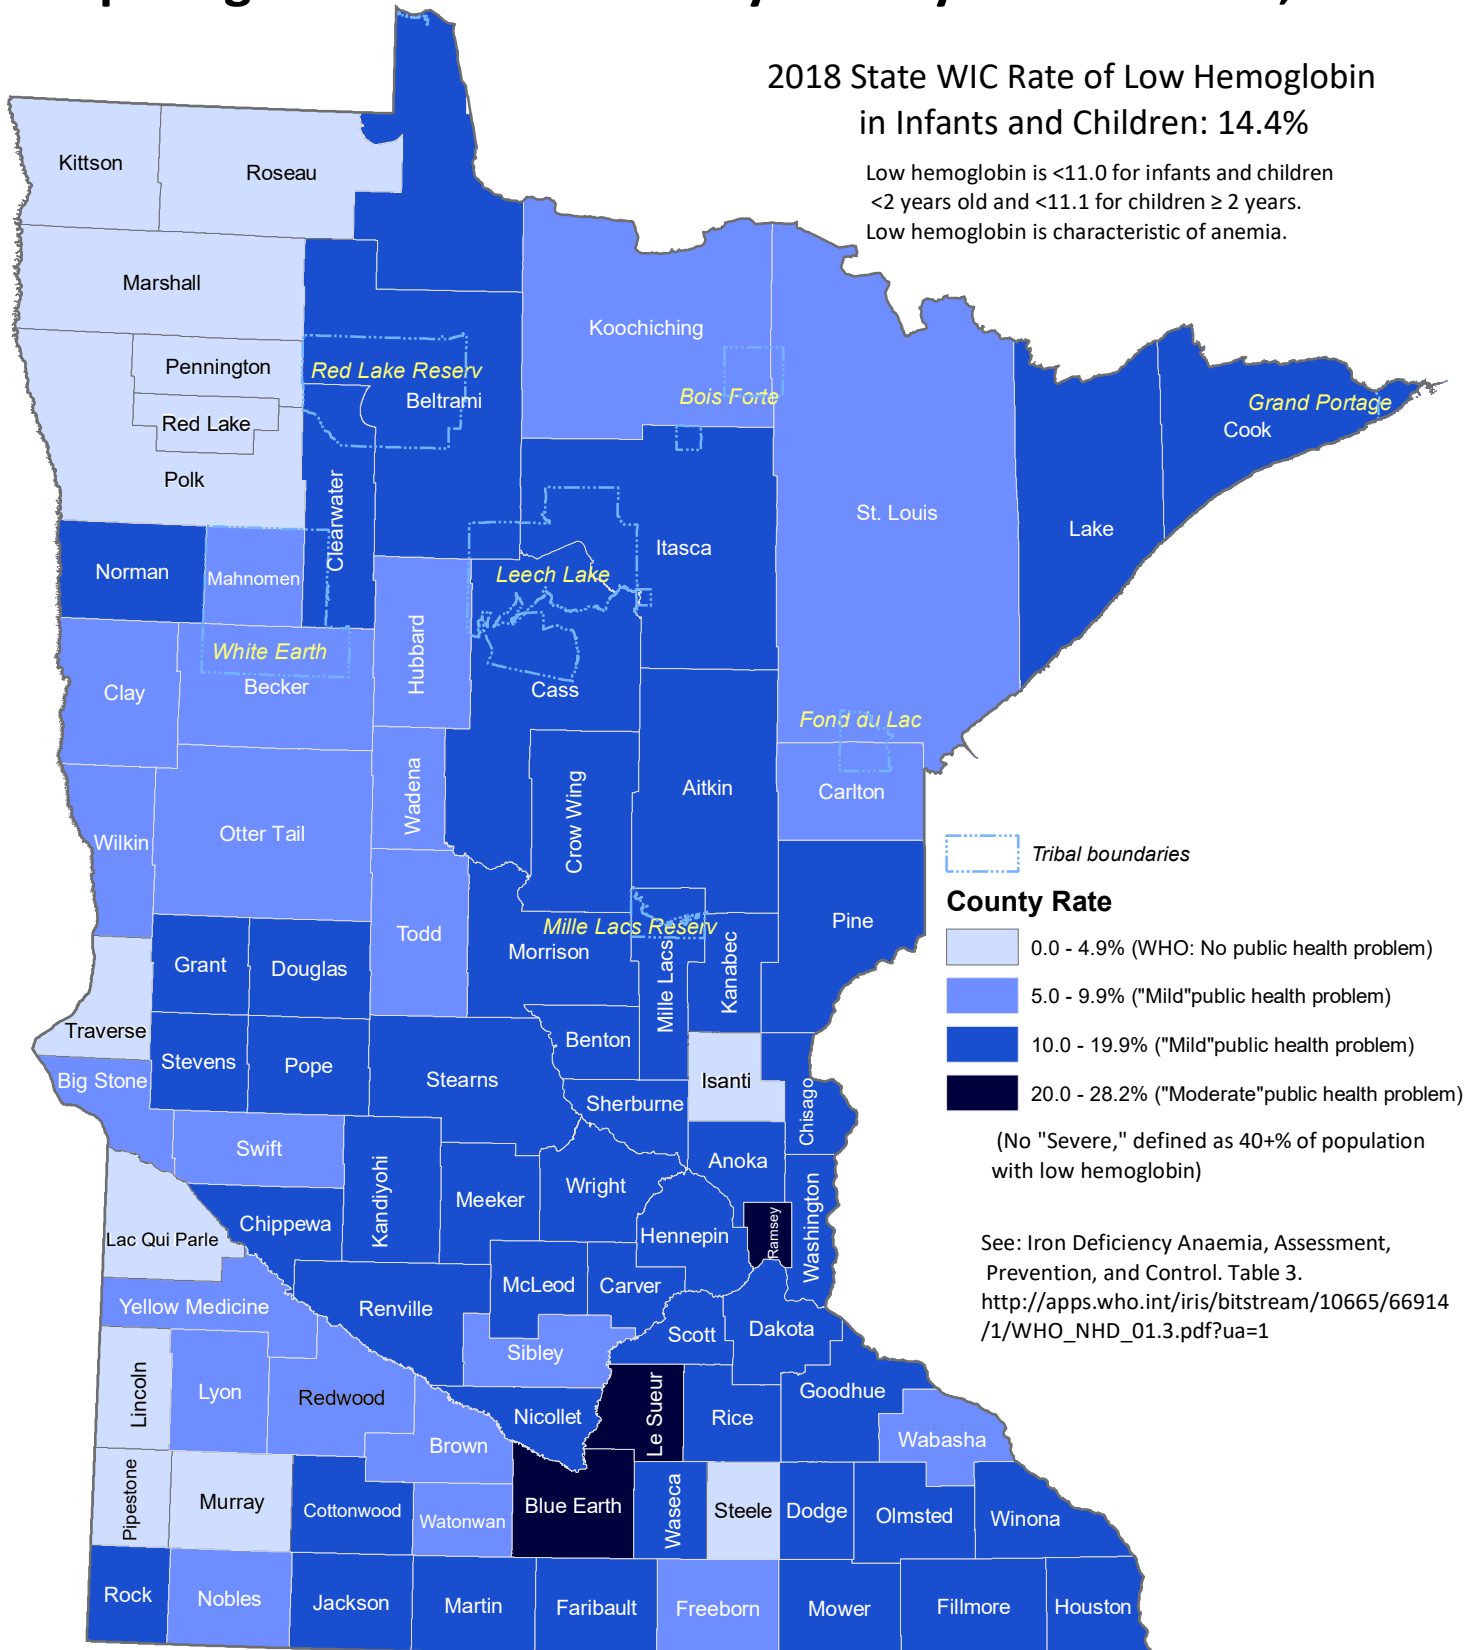 2018 State WIC Rate of Low Hemoglobin
in Infants and Children: 14.4%
Low hemoglobin is <11.0 for infants and children
<2 years old and <11.1 for children ≥ 2 years.
Low hemoglobin is characteristic of anemia.
Kittson
Roseau
Marshall
Koochiching
Pennington
Red Lake Reserv
Beltrami
Bois Forte
Grand Portage
Cook
Red Lake
Polk
Clearwater
St. Louis
Lake
Itasca
Norman
Mahnomen
Leech Lake
White Earth
Hubbard
Clay
Becker
Cass
Fond du Lac
Carlton
Aitkin
Wadena
Crow Wing
Otter Tail
Wilkin
Tribal boundaries
County Rate
0.0 - 4.9% (WHO: No public health problem)
5.0 - 9.9% ("Mild"public health problem)
10.0 - 19.9% ("Mild"public health problem)
20.0 - 28.2% ("Moderate"public health problem)
(No "Severe," defined as 40+% of population
with low hemoglobin)
See: Iron Deficiency Anaemia, Assessment,
Prevention, and Control. Table 3.
http://apps.who.int/iris/bitstream/10665/66914
/1/WHO_NHD_01.3.pdf?ua=1
Pine
Todd
Mille Lacs Reserv
Morrison
Mille Lacs
Kanabec
Grant
Douglas
Traverse
Benton
Stevens
Pope
Stearns
Big Stone
Isanti
Sherburne
Chisago
Swift
Anoka
Kandiyohi
Meeker
Wright
Chippewa
Hennepin
Ramsey
Washington
Lac Qui Parle
McLeod
Carver
Yellow Medicine
Renville
Scott
Dakota
Sibley
Lincoln
Lyon
Redwood
Nicollet
Le Sueur
Rice
Goodhue
Brown
Wabasha
Pipestone
Murray
Cottonwood
Watonwan
Blue Earth
Waseca
Steele
Dodge
Olmsted
Winona
Rock
Nobles
Jackson
Martin
Faribault
Freeborn
Mower
Fillmore
Houston